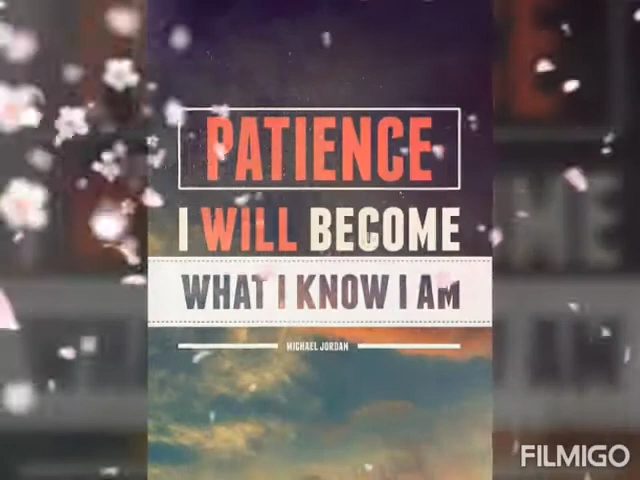 PATIENCE
I WILL BECOME
WHAT I KNOW I AM
MICHAEL JORDAN
FILMIGO